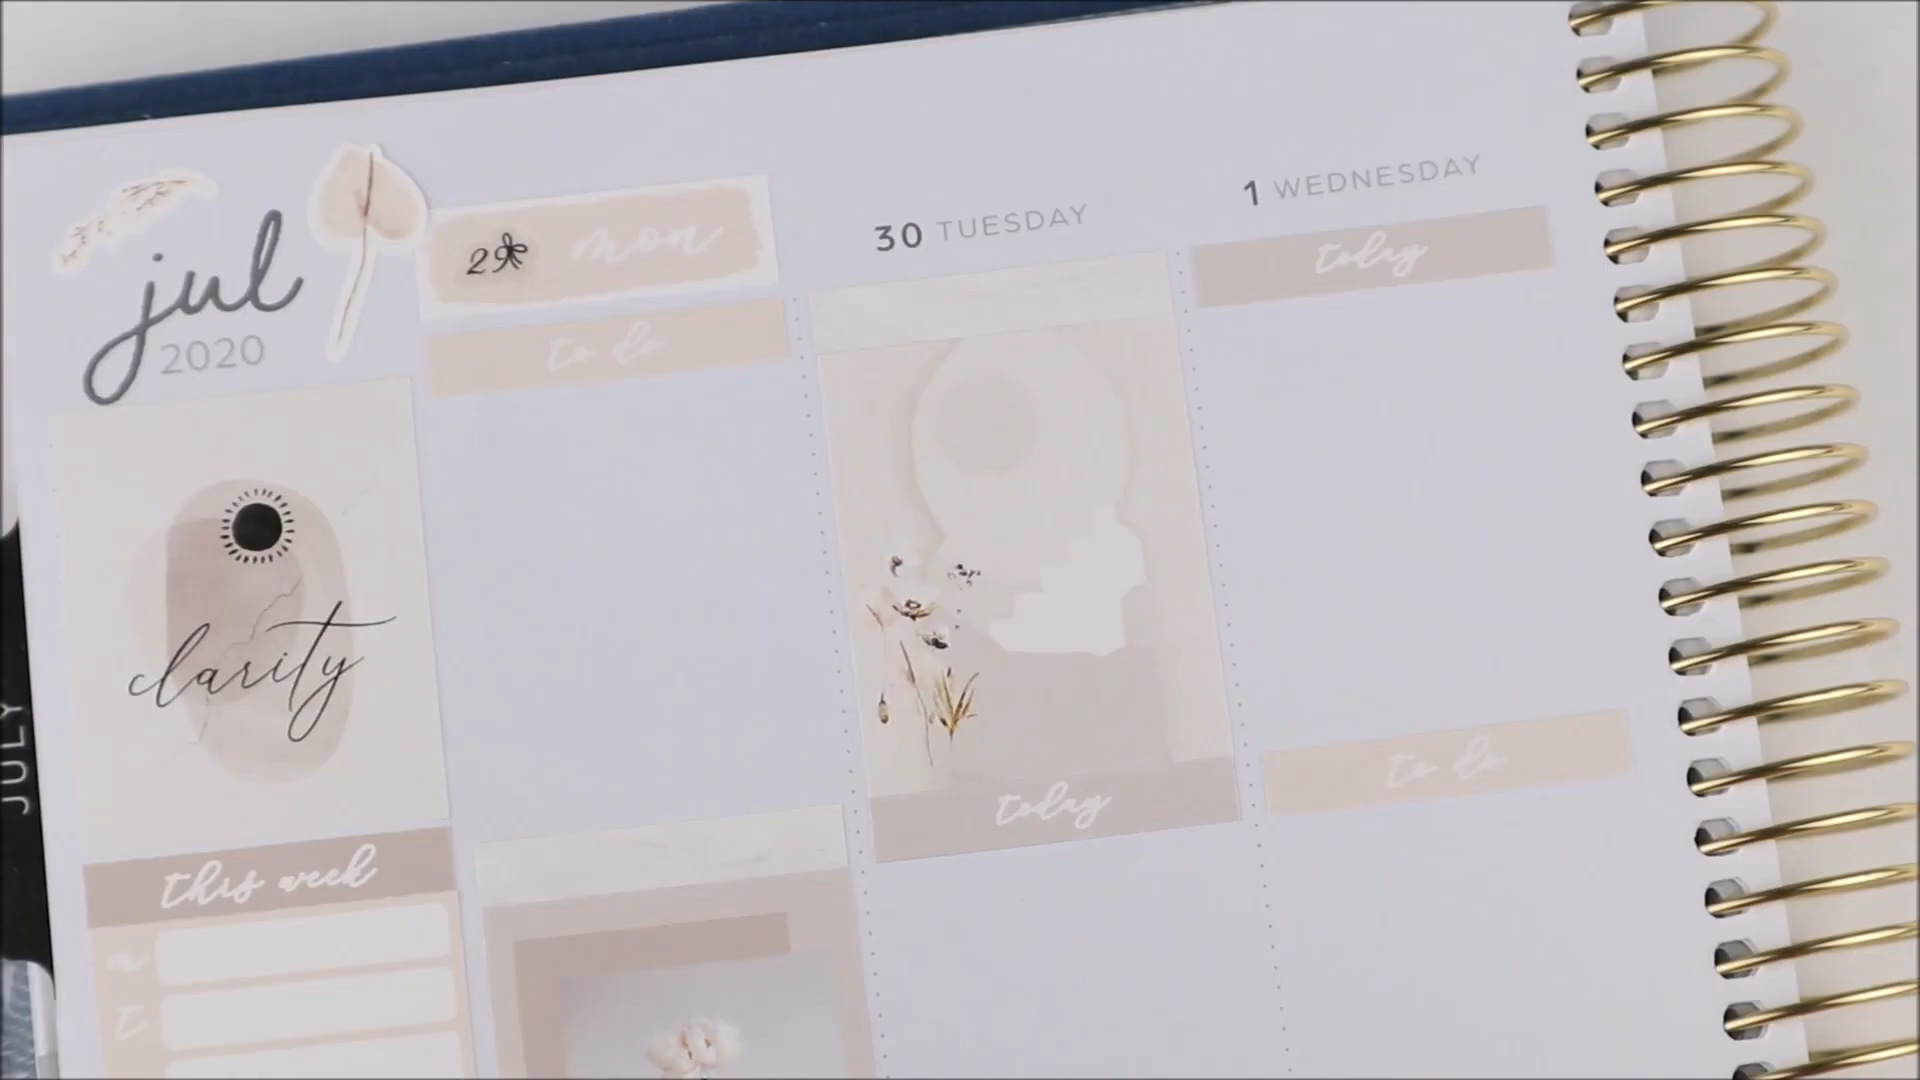 jul
2020
29 mon
to do
30 TUESDAY
1 WEDNESDAY
today
clarity
today
to do
this week
t
JULY